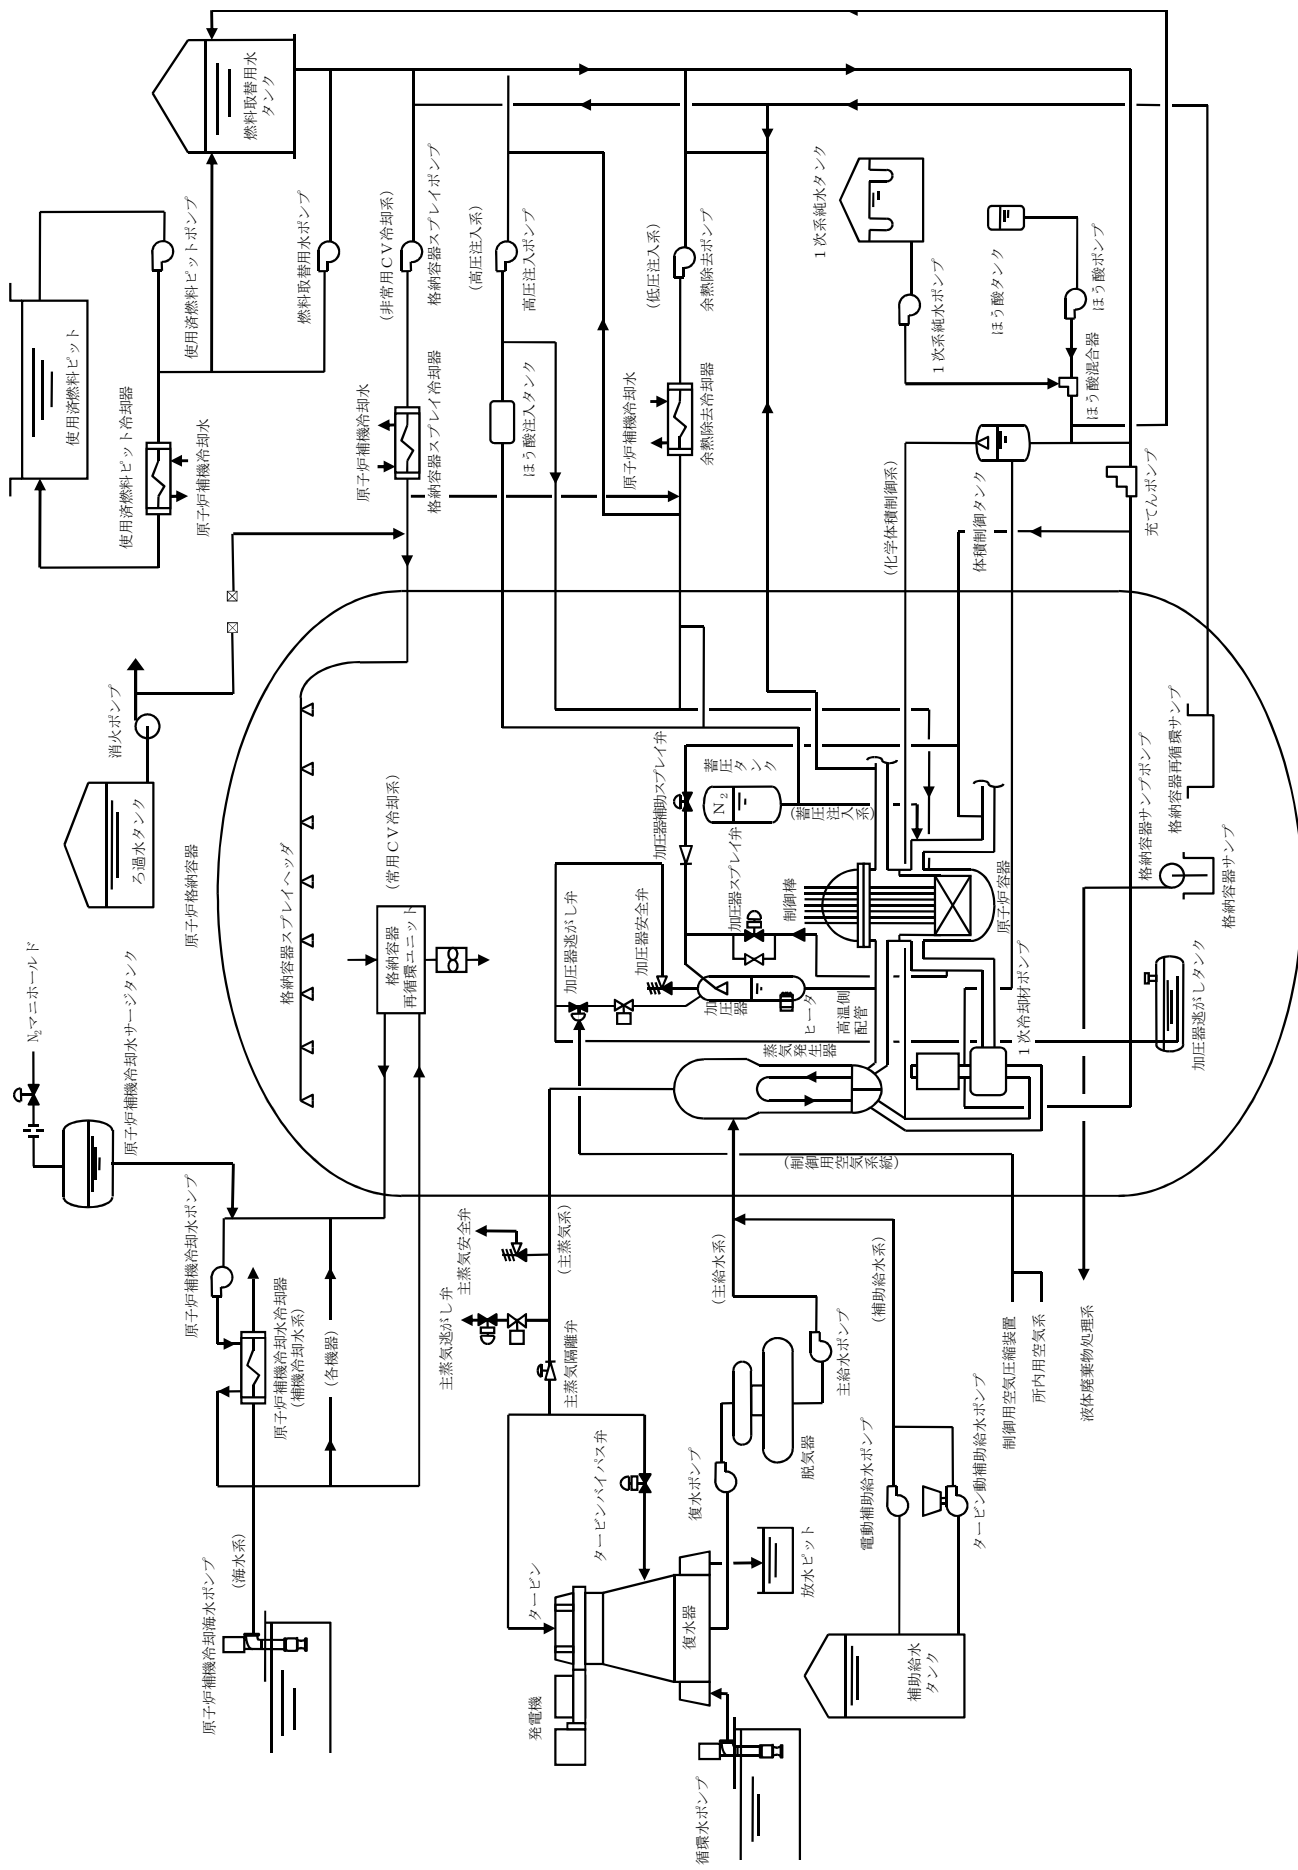 燃料取替用水
タンク
使用済燃料ピットポンプ
燃料取替用水ポンプ
(非常用CV冷却系)
格納容器スプレイポンプ
(高圧注入系)
高圧注入ポンプ
(低圧注入系)
余熱除去ポンプ
1次系純水タンク
1次系純水ポンプ
ほう酸タンク
ほう酸ポンプ
ほう酸混合器
使用済燃料ピット
使用済燃料ピット冷却器
原子炉補機冷却水
原子炉補機冷却水
格納容器スプレイ冷却器
ほう酸注入タンク
原子炉補機冷却水
余熱除去冷却器
(化学体積制御系)
体積制御タンク
充てんポンプ
消火ポンプ
ろ過水タンク
原子炉格納容器
格納容器スプレイヘッダ
(常用CV冷却系)
格納容器
再循環ユニット
加圧器逃がし弁
加圧器安全弁
加圧器補助スプレイ弁
加圧器スプレイ弁
蓄圧
タンク
N₂
(蓄圧注入系)
制御棒
原子炉容器
加圧器
ヒータ
高温側
配管
蒸気発生器
1次冷却材ポンプ
格納容器再循環サンプ
格納容器サンプポンプ
格納容器サンプ
加圧器逃がしタンク
N₂マニホールド
原子炉補機冷却水サージタンク
原子炉補機冷却水ポンプ
原子炉補機冷却水冷却器
(補機冷却水系)
(各機器)
(海水系)
原子炉補機冷却海水ポンプ
(制御用空気系統)
主蒸気安全弁
(主蒸気系)
主蒸気逃がし弁
主蒸気隔離弁
(主給水系)
(補助給水系)
主給水ポンプ
脱気器
復水ポンプ
タービンバイパス弁
タービン
発電機
復水器
放水ピット
循環水ポンプ
電動補助給水ポンプ
タービン動補助給水ポンプ
補助給水
タンク
制御用空気圧縮装置
所内用空気系
液体廃棄物処理系